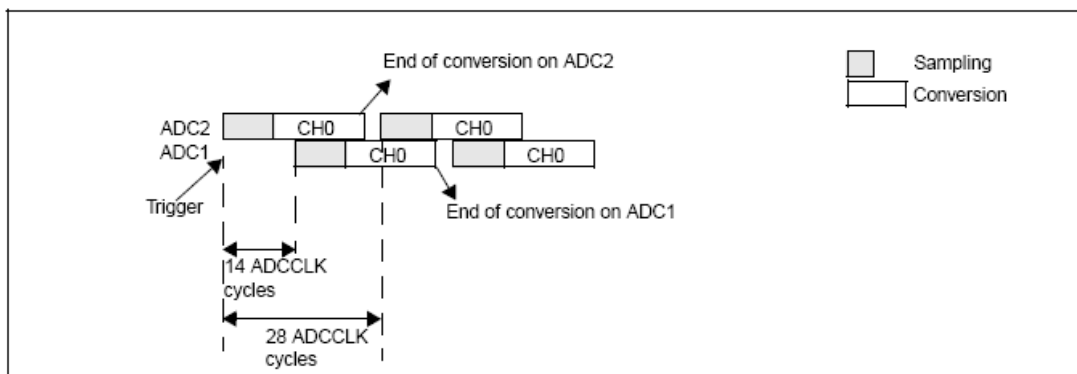 End of conversion on ADC2
Sampling
Conversion
ADC2
CH0
CH0
ADC1
CH0
CH0
Trigger
End of conversion on ADC1
14 ADCCLK
cycles
28 ADCCLK
cycles